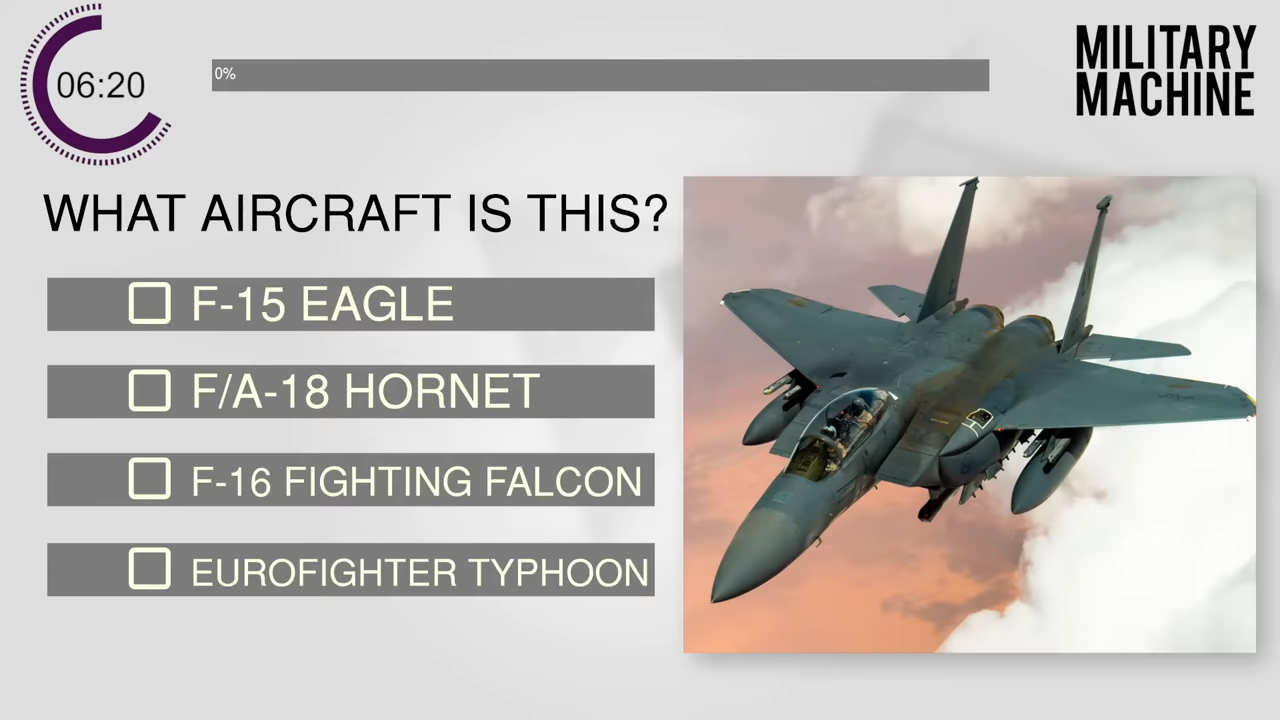 06:20
0%
MILITARY
MACHINE
WHAT AIRCRAFT IS THIS?
F-15 EAGLE
F/A-18 HORNET
F-16 FIGHTING FALCON
EUROFIGHTER TYPHOON